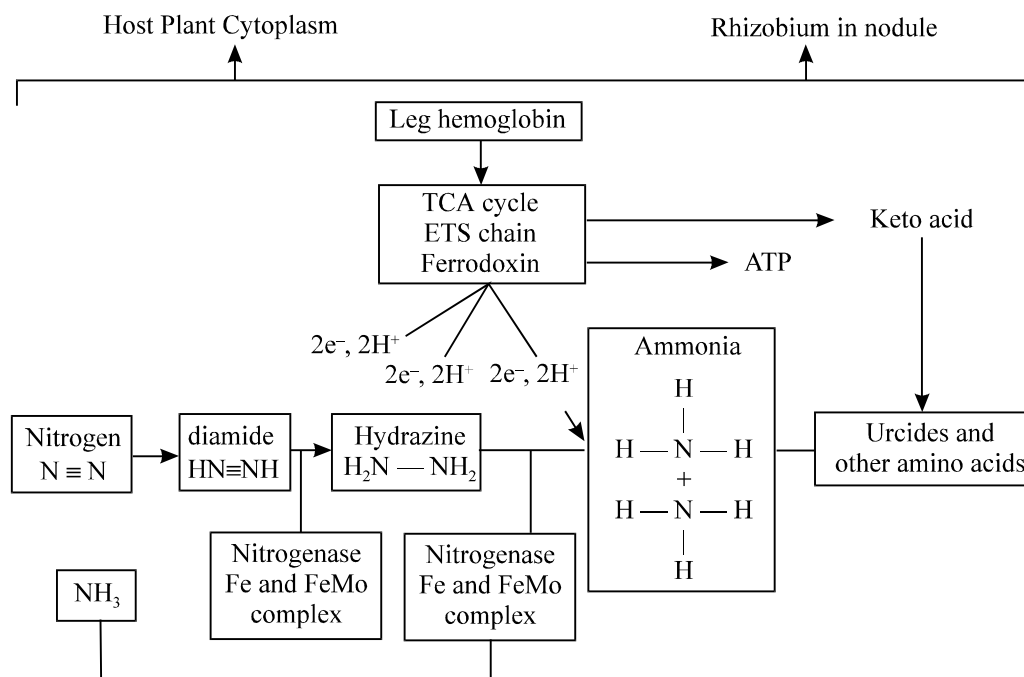 Host Plant Cytoplasm
Rhizobium in nodule
Leg hemoglobin
TCA cycle
ETS chain
Ferrodoxin
Keto acid
ATP
2e⁻, 2H⁺
2e⁻, 2H⁺
2e⁻, 2H⁺
Ammonia
H
H — N — H
+
H — N — H
H
Nitrogen
N ≡ N
diamide
HN≡NH
Hydrazine
H₂N — NH₂
Urcides and
other amino acids
Nitrogenase
Fe and FeMo
complex
Nitrogenase
Fe and FeMo
complex
NH₃